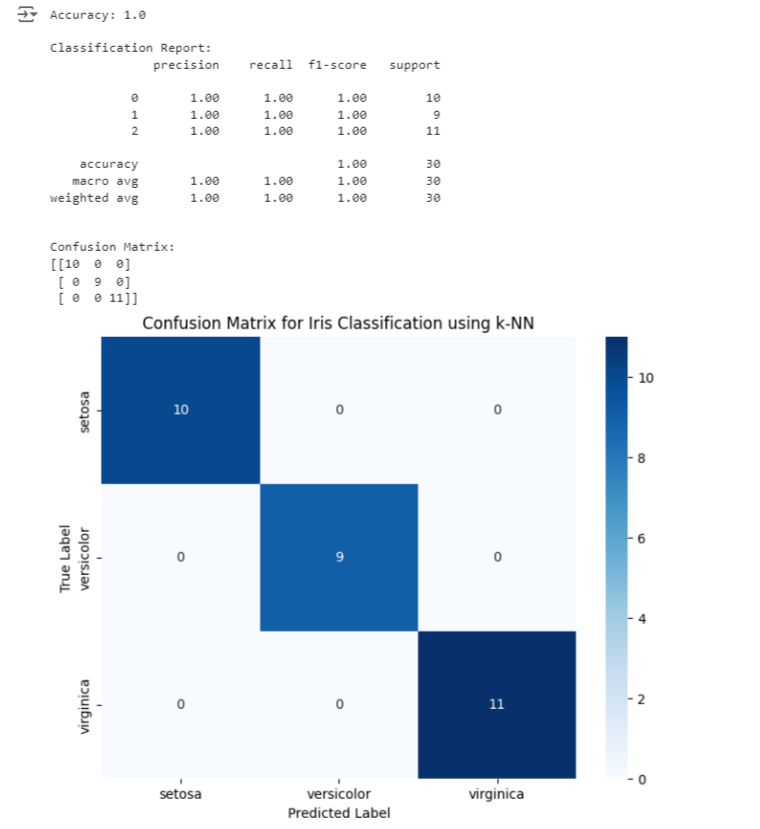 Accuracy: 1.0
Classification Report:
precision recall f1-score support
0 1.00 1.00 1.00 10
1 1.00 1.00 1.00 9
2 1.00 1.00 1.00 11
accuracy 1.00 30
macro avg 1.00 1.00 1.00 30
weighted avg 1.00 1.00 1.00 30
Confusion Matrix:
[[10 0 0]
[ 0 9 0]
[ 0 0 11]]
Confusion Matrix for Iris Classification using k-NN
setosa
10 0 0
versicolor
0 9 0
virginica
0 0 11
True Label
setosa versicolor virginica
Predicted Label
10
8
6
4
2
0